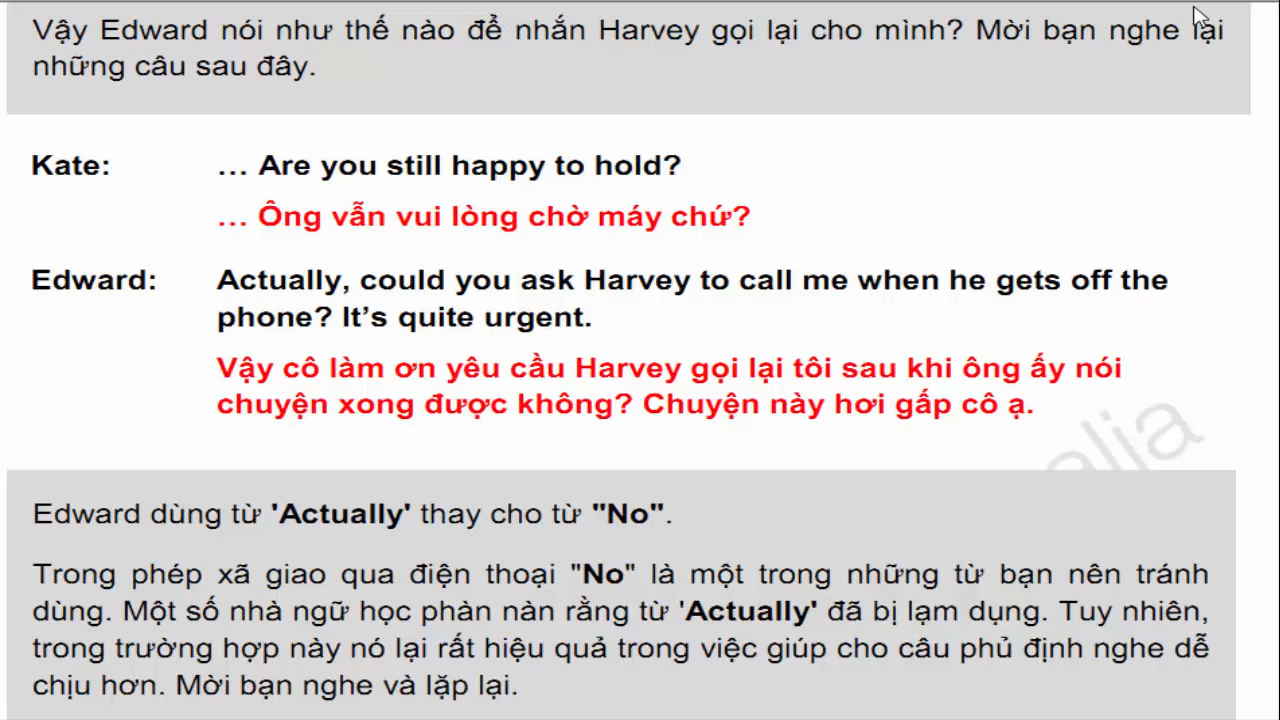 Vậy Edward nói như thế nào để nhắn Harvey gọi lại cho mình? Mời bạn nghe lại
những câu sau đây.
Kate: … Are you still happy to hold?
… Ông vẫn vui lòng chờ máy chứ?
Edward: Actually, could you ask Harvey to call me when he gets off the
phone? It’s quite urgent.
Vậy cô làm ơn yêu cầu Harvey gọi lại tôi sau khi ông ấy nói
chuyện xong được không? Chuyện này hơi gấp cô ạ.
Edward dùng từ 'Actually' thay cho từ "No".
Trong phép xã giao qua điện thoại "No" là một trong những từ bạn nên tránh
dùng. Một số nhà ngữ học phàn nàn rằng từ 'Actually' đã bị lạm dụng. Tuy nhiên,
trong trường hợp này nó lại rất hiệu quả trong việc giúp cho câu phủ định nghe dễ
chịu hơn. Mời bạn nghe và lặp lại.